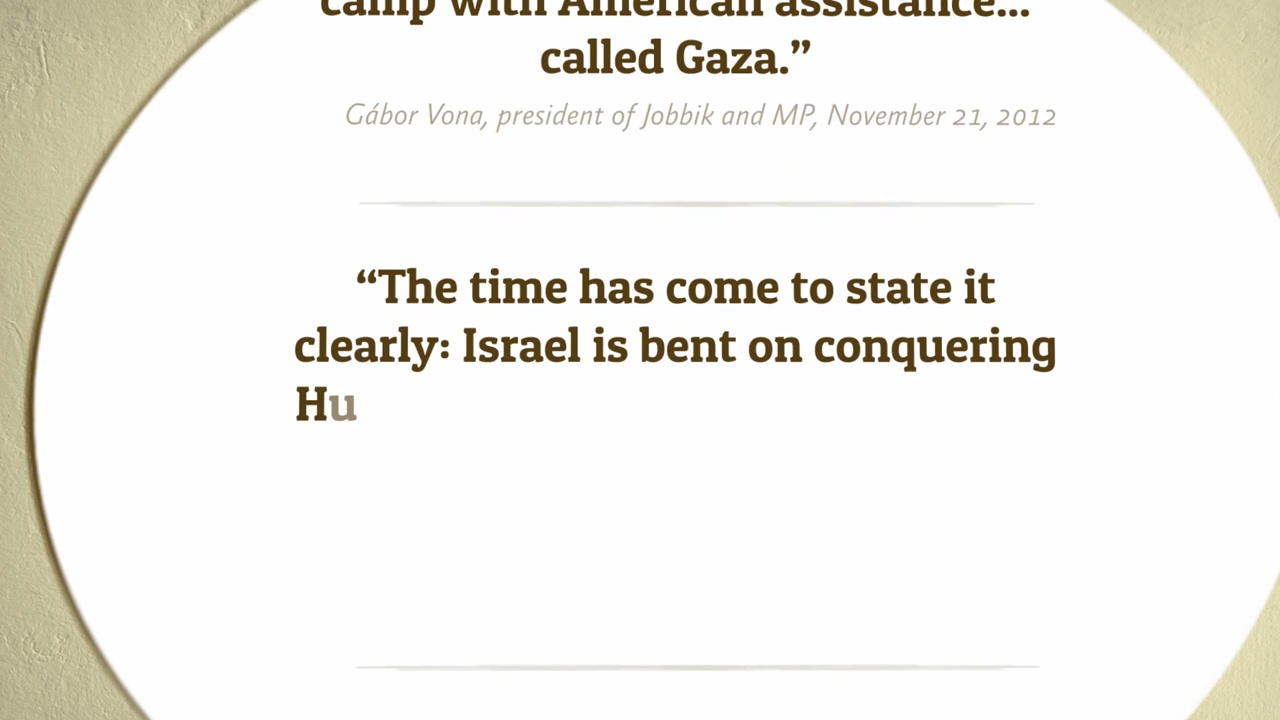 camp with American assistance...
called Gaza.”
Gábor Vona, president of Jobbik and MP, November 21, 2012
“The time has come to state it
clearly: Israel is bent on conquering
Hu